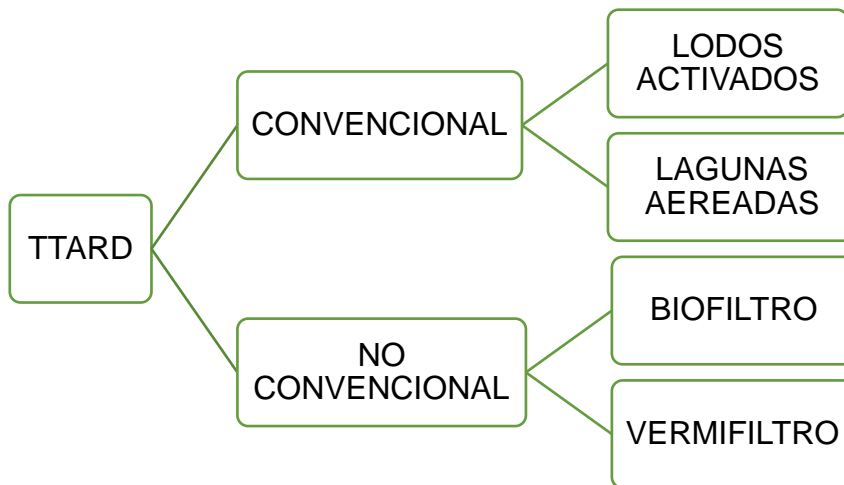 TTARD
CONVENCIONAL
LODOS
ACTIVADOS
LAGUNAS
AEREADAS
NO
CONVENCIONAL
BIOFILTRO
VERMIFILTRO